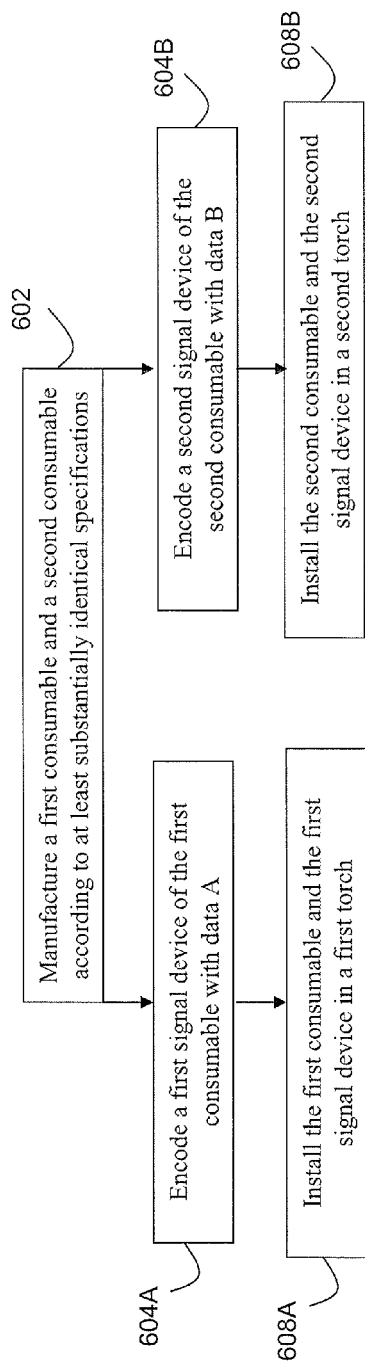 602
Manufacture a first consumable and a second consumable
according to at least substantially identical specifications
604A
Encode a first signal device of the first
consumable with data A
604B
Encode a second signal device of the
second consumable with data B
608A
Install the first consumable and the first
signal device in a first torch
608B
Install the second consumable and the second
signal device in a second torch